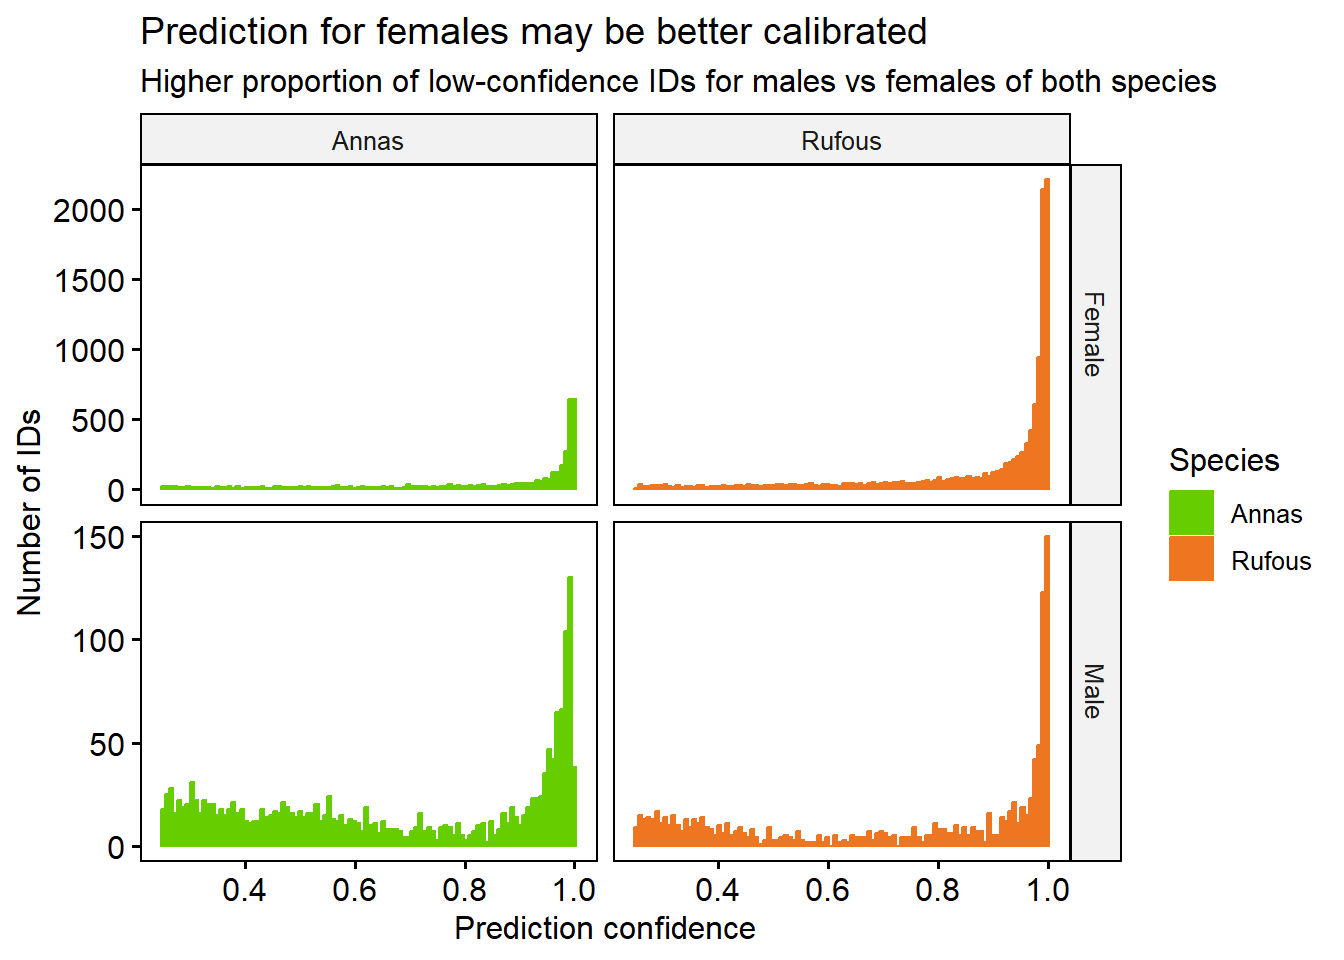 Prediction for females may be better calibrated
Higher proportion of low-confidence IDs for males vs females of both species
Annas
Rufous
2000
1500
1000
500
0
Female
150
100
50
0
Male
Number of IDs
0.4 0.6 0.8 1.0
0.4 0.6 0.8 1.0
Prediction confidence
Species
Annas
Rufous